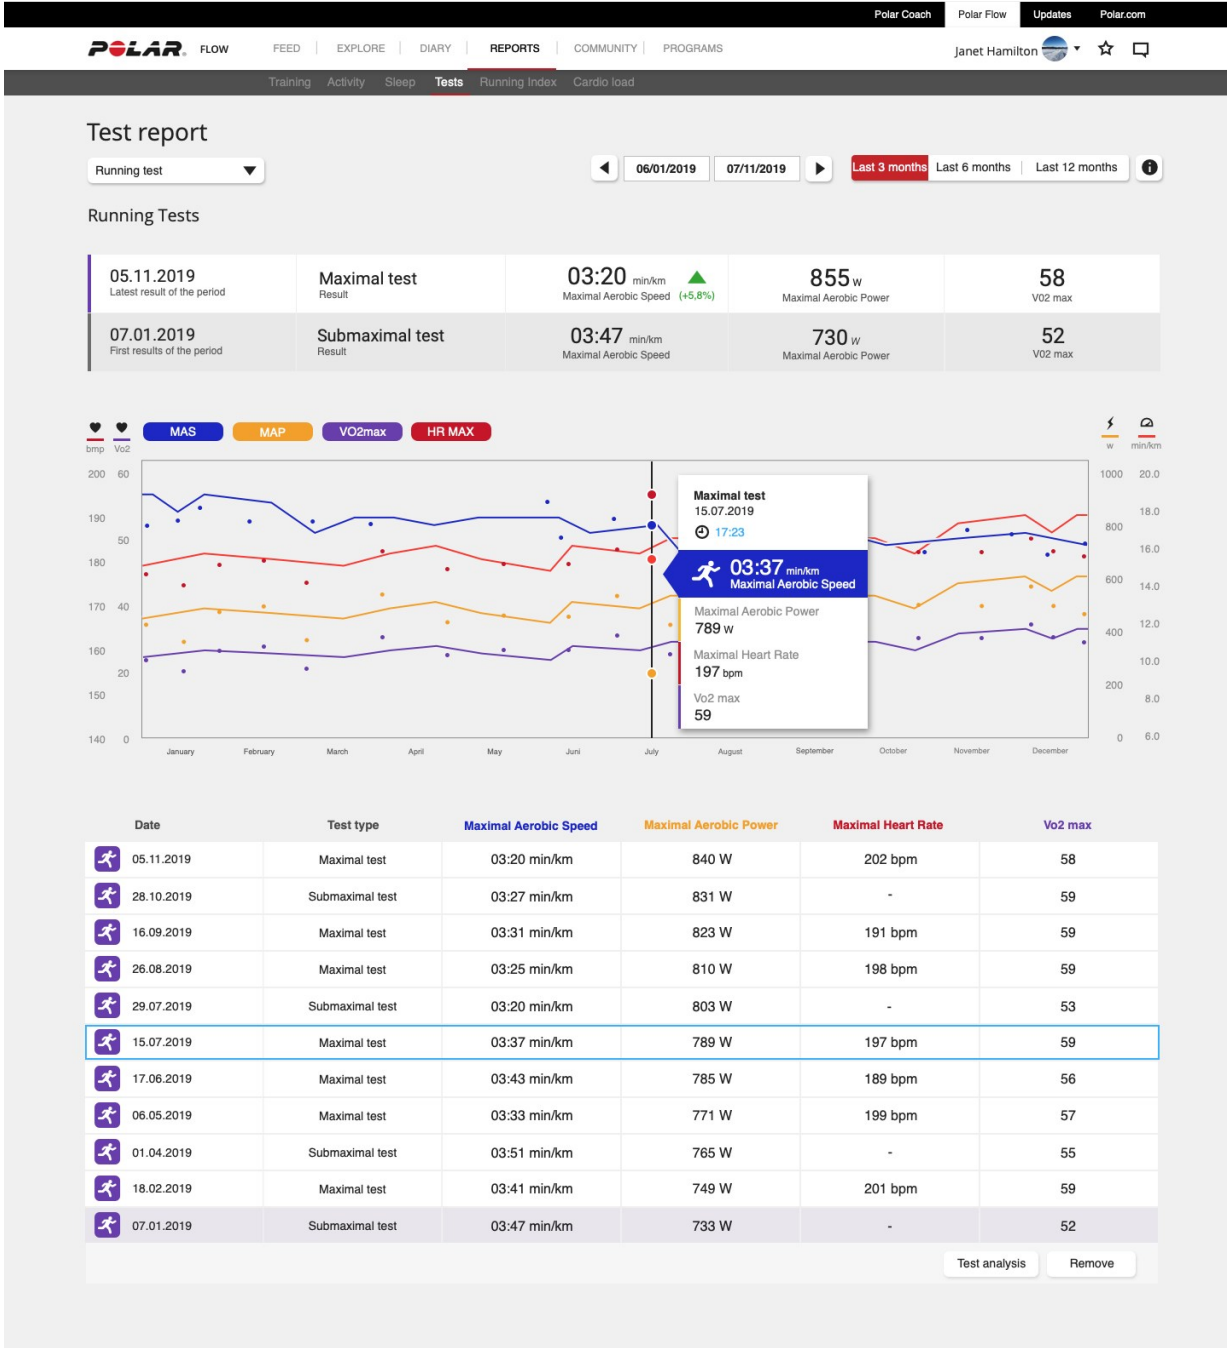 Polar Coach Polar Flow Updates Polar.com
POLAR. FLOW FEED EXPLORE DIARY REPORTS COMMUNITY PROGRAMS Janet Hamilton
Training Activity Sleep Tests Running Index Cardio load
Test report
Running test 06/01/2019 07/11/2019 Last 3 months Last 6 months Last 12 months
Running Tests
05.11.2019 Maximal test 03:20 min/km 855 w 58
Latest result of the period Result Maximal Aerobic Speed (+5,8%) Maximal Aerobic Power V02 max
07.01.2019 Submaximal test 03:47 min/km 730 w 52
First results of the period Result Maximal Aerobic Speed Maximal Aerobic Power V02 max
MAS MAP VO2max HR MAX
bmp Vo2 w min/km
200 60 1000 20.0
190 18.0
800
50
180 16.0
600 14.0
170 40
12.0
400
160 10.0
20
200
150 8.0
140 0 0 6.0
Maximal test
15.07.2019
17:23
03:37 min/km
Maximal Aerobic Speed
Maximal Aerobic Power
789 w
Maximal Heart Rate
197 bpm
Vo2 max
59
January February March April May Juni July August September October November December
Date Test type Maximal Aerobic Speed Maximal Aerobic Power Maximal Heart Rate Vo2 max
05.11.2019 Maximal test 03:20 min/km 840 W 202 bpm 58
28.10.2019 Submaximal test 03:27 min/km 831 W - 59
16.09.2019 Maximal test 03:31 min/km 823 W 191 bpm 59
26.08.2019 Maximal test 03:25 min/km 810 W 198 bpm 59
29.07.2019 Submaximal test 03:20 min/km 803 W - 53
15.07.2019 Maximal test 03:37 min/km 789 W 197 bpm 59
17.06.2019 Maximal test 03:43 min/km 785 W 189 bpm 56
06.05.2019 Maximal test 03:33 min/km 771 W 199 bpm 57
01.04.2019 Submaximal test 03:51 min/km 765 W - 55
18.02.2019 Maximal test 03:41 min/km 749 W 201 bpm 59
07.01.2019 Submaximal test 03:47 min/km 733 W - 52
Test analysis Remove